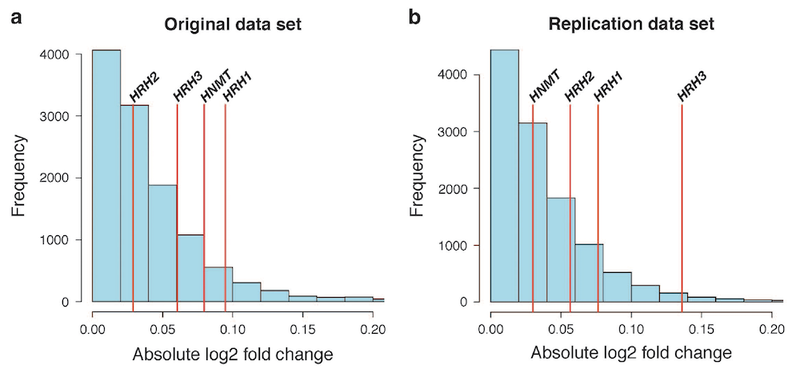 a
Original data set
4000
3000
2000
1000
0
Frequency
HRH2
HRH3
HNMT
HRH1
0.00
0.05
0.10
0.15
0.20
Absolute log2 fold change
b
Replication data set
4000
3000
2000
1000
0
Frequency
HNMT
HRH2
HRH1
HRH3
0.00
0.05
0.10
0.15
0.20
Absolute log2 fold change